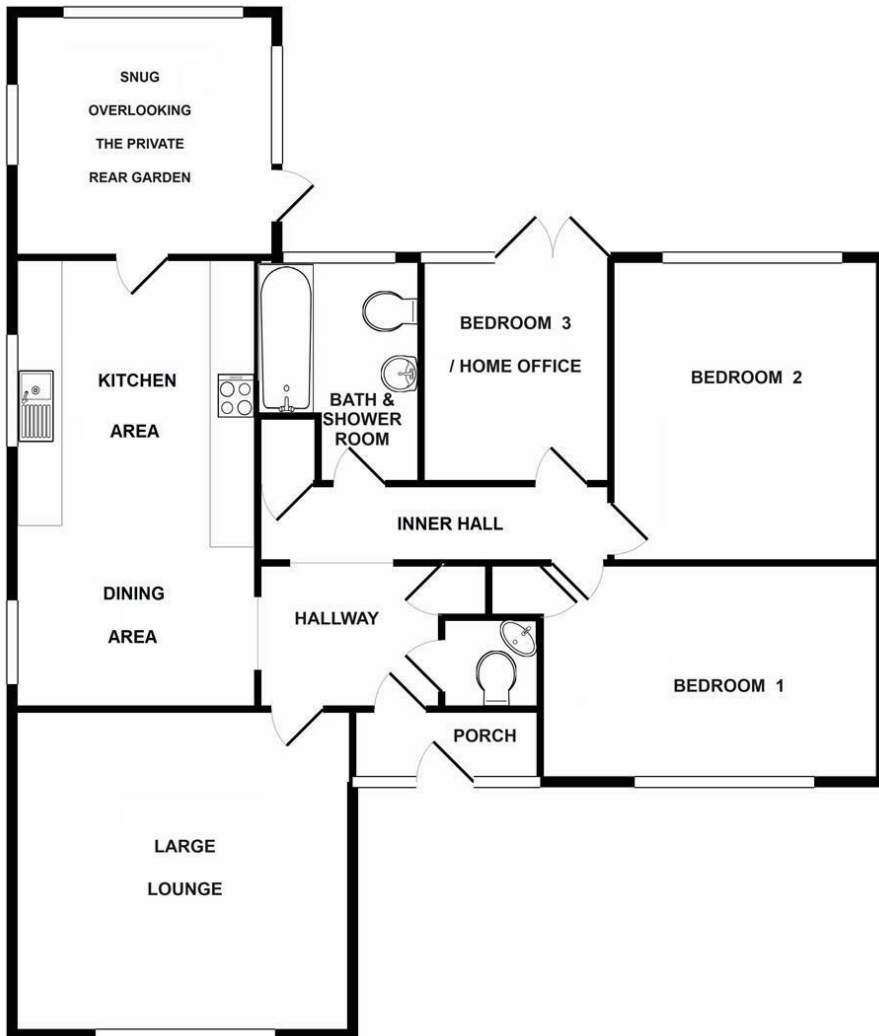 SNUG
OVERLOOKING
THE PRIVATE
REAR GARDEN
KITCHEN
AREA
BATH &
SHOWER
ROOM
BEDROOM 3
/ HOME OFFICE
BEDROOM 2
INNER HALL
DINING
AREA
HALLWAY
BEDROOM 1
PORCH
LARGE
LOUNGE